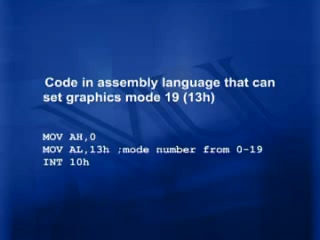 Code in assembly language that can
set graphics mode 19 (13h)
MOV AH,0
MOV AL,13h ;mode number from 0-19
INT 10h